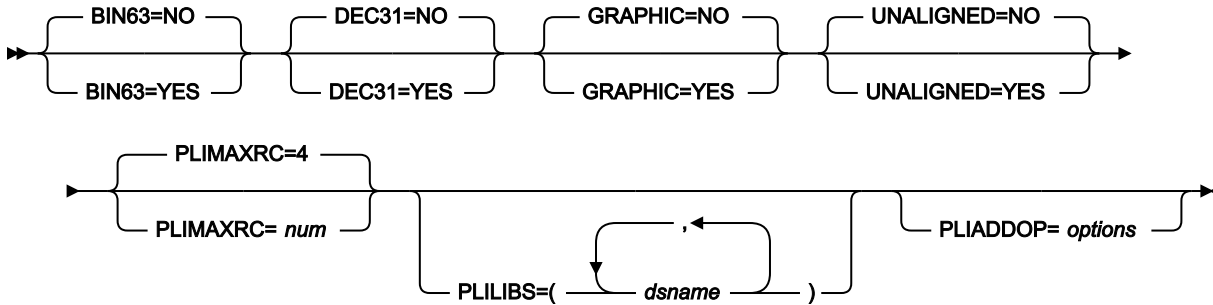 BIN63=NO DEC31=NO GRAPHIC=NO UNALIGNED=NO
BIN63=YES DEC31=YES GRAPHIC=YES UNALIGNED=YES
PLIMAXRC=4
PLIMAXRC= num
PLIADDOP= options
,
PLILIBS=( dsname )